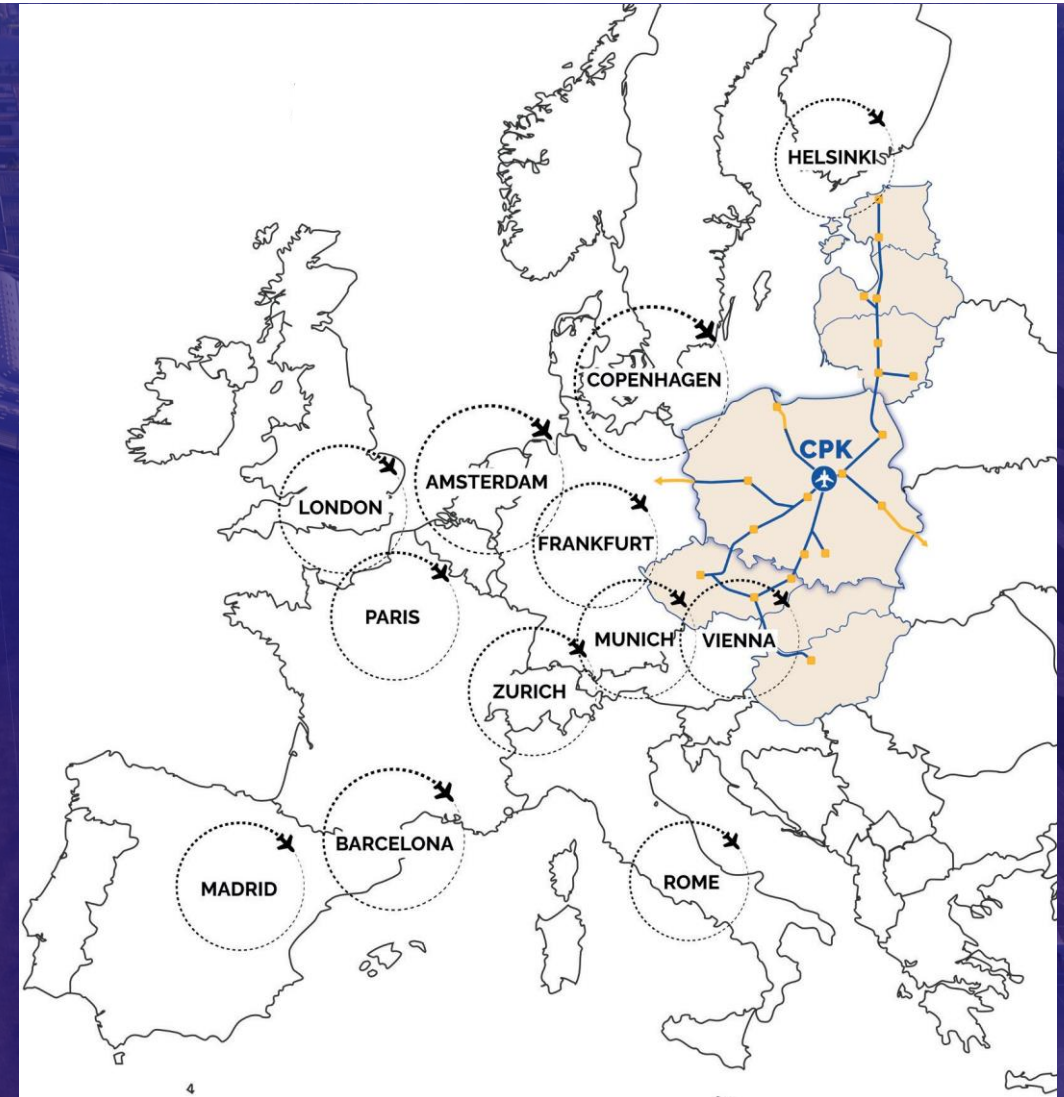 HELSINKI
COPENHAGEN
CPK
AMSTERDAM
LONDON
FRANKFURT
PARIS
MUNICH
VIENNA
ZURICH
BARCELONA
MADRID
ROME
4